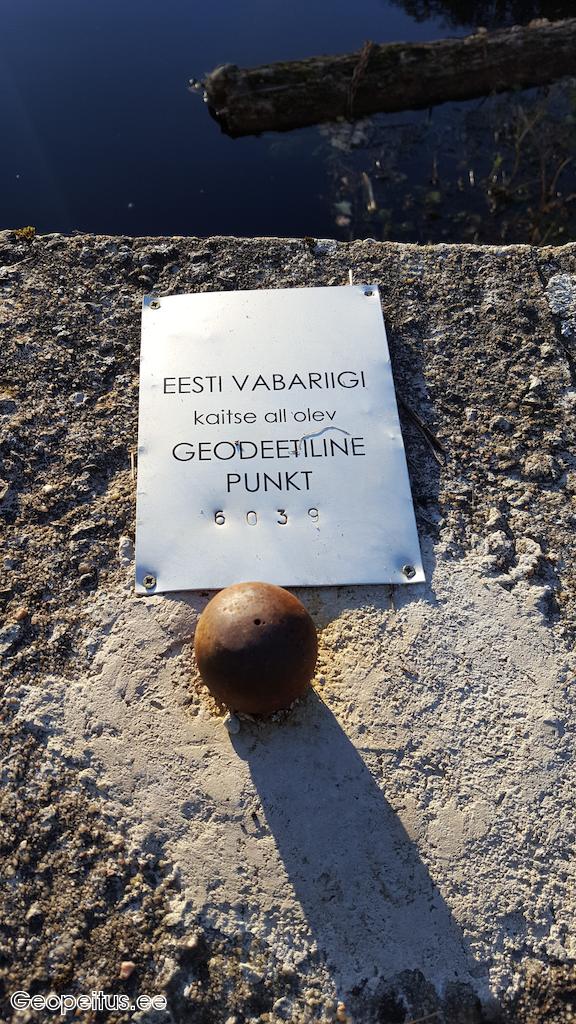 EESTI VABARIIGI
kaitse all olev
GEODEETILINE
PUNKT
6039
Geopeitus.ee